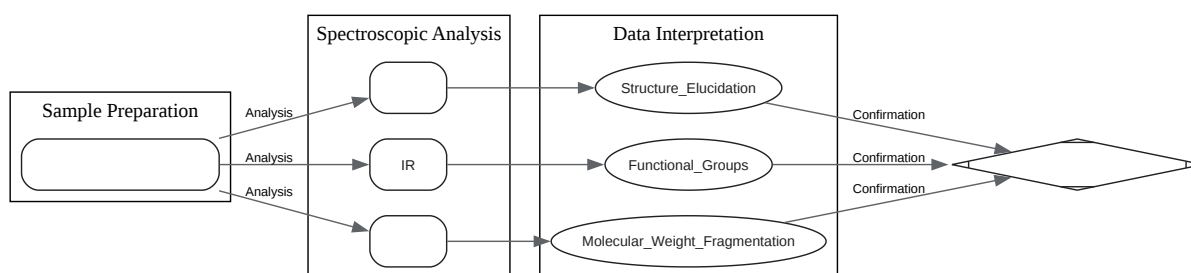 Spectroscopic Analysis
Data Interpretation
Sample Preparation
Structure_Elucidation
Analysis
Confirmation
Analysis
IR
Functional_Groups
Confirmation
Analysis
Confirmation
Molecular_Weight_Fragmentation